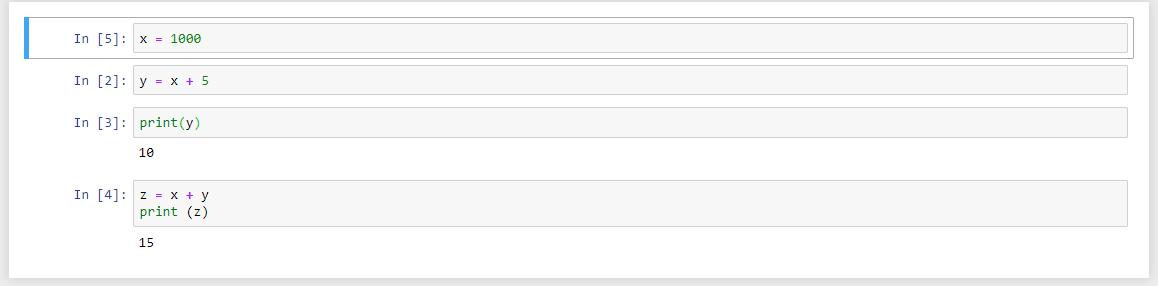 In [5]: x = 1000
In [2]: y = x + 5
In [3]: print(y)
10
In [4]: z = x + y
print (z)
15